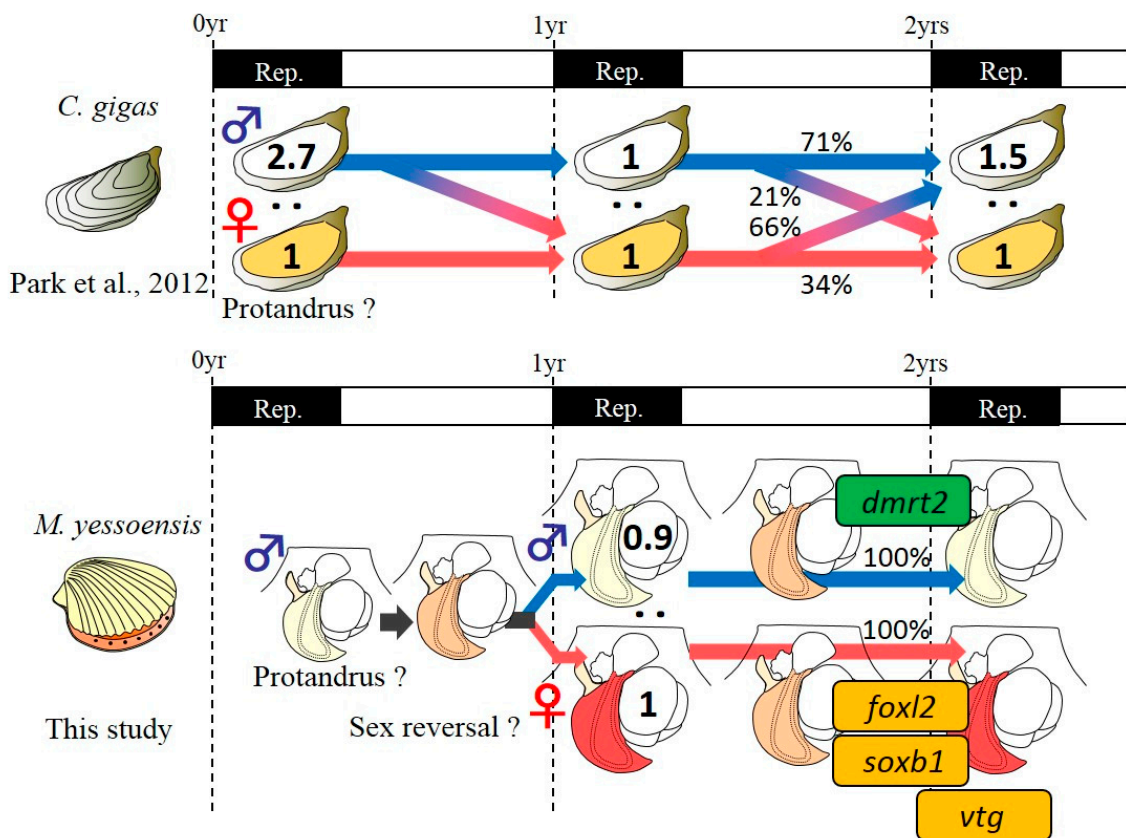 0yr 1yr 2yrs
Rep. Rep. Rep.
C. gigas
♂
2.7 1 1.5
71%
: : :
21%
66%
♀
1 1 1
34%
Park et al., 2012
Protandrus ?
0yr 1yr 2yrs
Rep. Rep. Rep.
M. yessoensis
dmrt2
♂ ♂ 0.9
100%
:
100%
Protandrus ?
♀ 1
This study
Sex reversal ?
foxl2
soxb1
vtg